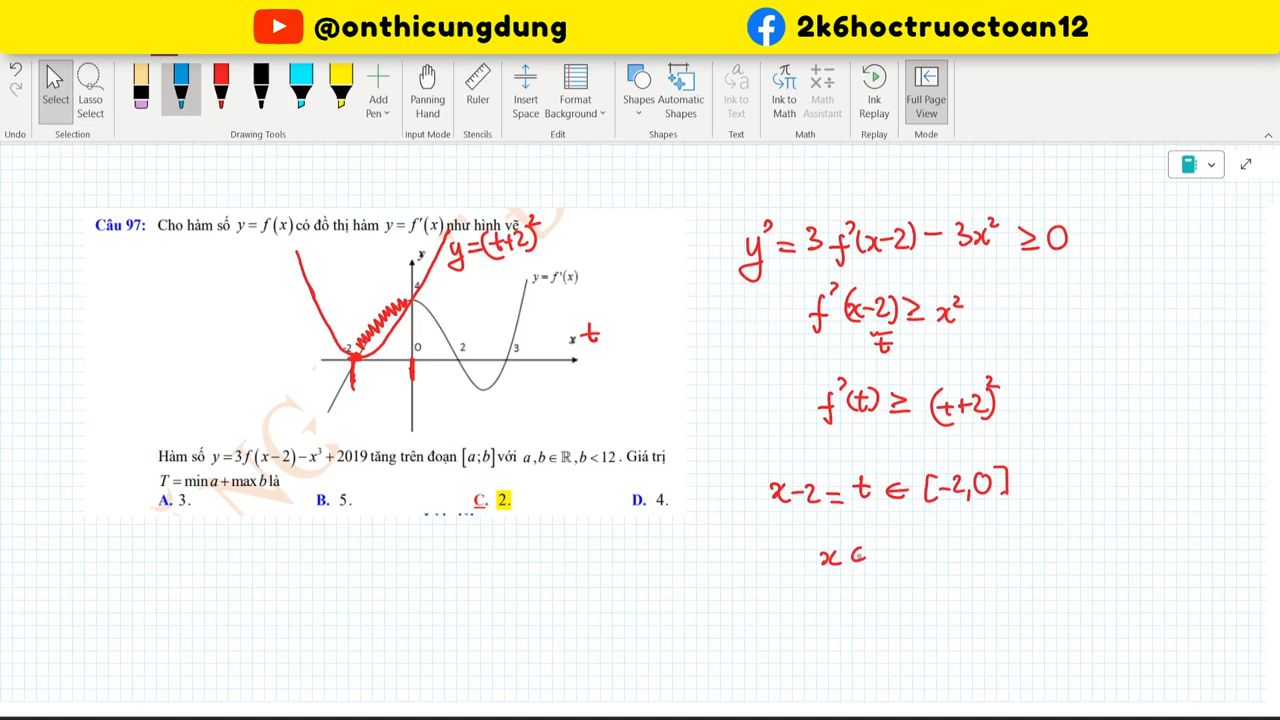 @onthicungdung 2k6hoctruoctoan12
Undo
Select
Lasso Select
Selection
Drawing Tools
Add Pen
Panning Hand
Input Mode
Ruler
Stencils
Insert Space
Format Background
Edit
Shapes
Automatic Shapes
Shapes
Ink to Text
Text
Ink to Math
Math Assistant
Math
Ink Replay
Replay
Full Page View
Mode
Câu 97: Cho hàm số y = f(x) có đồ thị hàm y = f'(x) như hình vẽ
y = (t+2)²
y
4
y = f'(x)
-2
O
2
3
x
t
Hàm số y = 3f(x−2) − x³ + 2019 tăng trên đoạn [a;b] với a, b ∈ ℝ, b < 12. Giá trị
T = min a + max b là
A. 3. B. 5. C. 2. D. 4.
y' = 3f'(x−2) − 3x² ≥ 0
f'(x−2) ≥ x²
t
f'(t) ≥ (t+2)²
x−2 = t ∈ [−2,0]
x